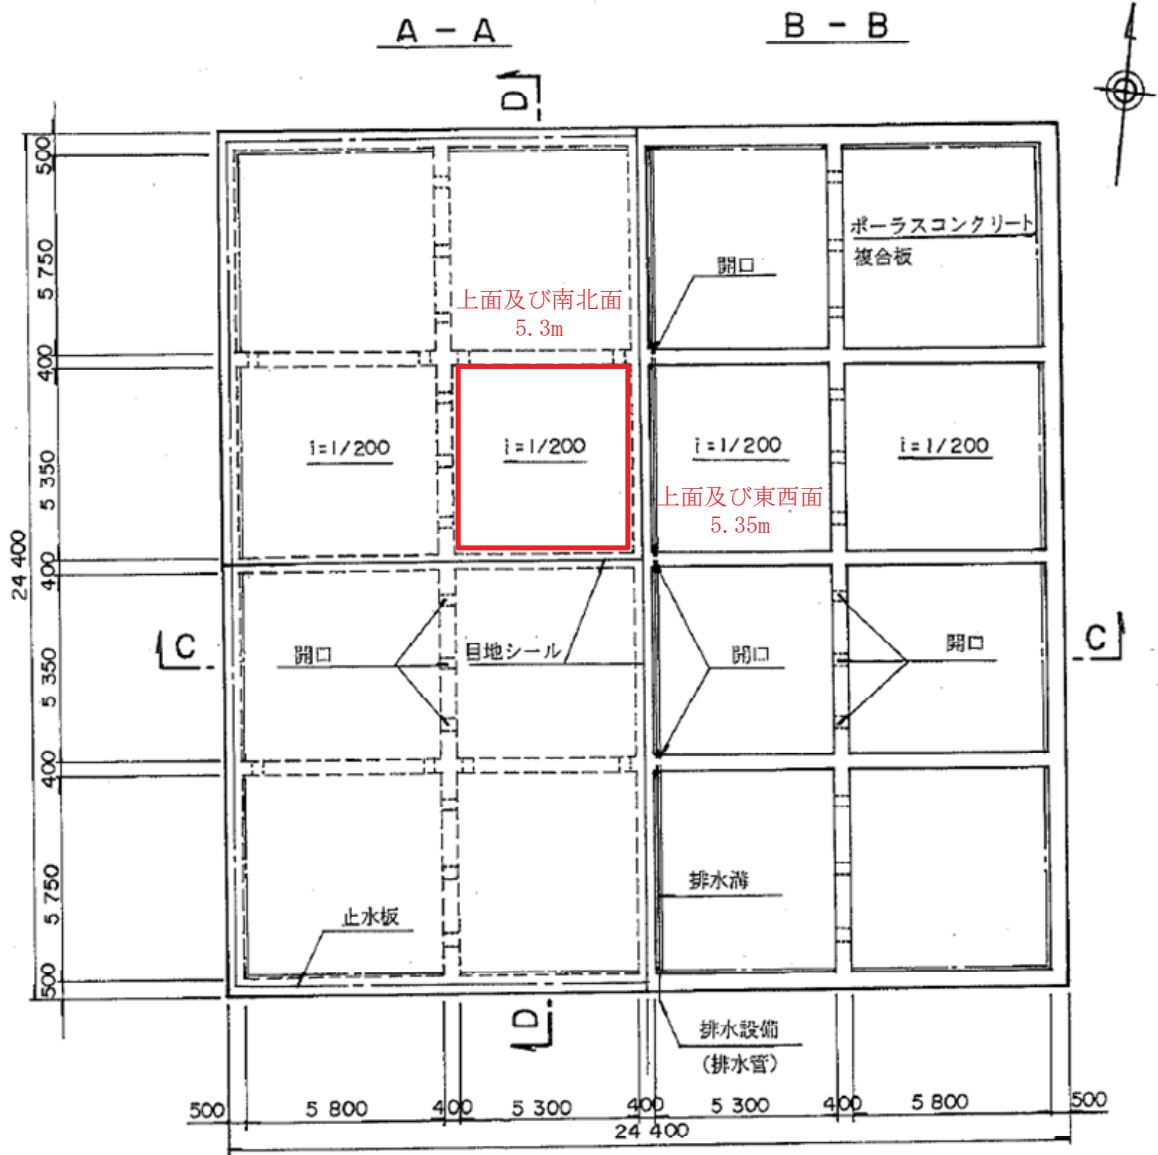 A - A
B - B
D
500
5 750
400
5 350
400
400
5 350
400
5 750
500
24 400
ポーラスコンクリート
複合板
開口
上面及び南北面
5.3m
i=1/200
i=1/200
i=1/200
i=1/200
上面及び東西面
5.35m
C
開口
目地シール
開口
開口
C
排水溝
止水板
D
排水設備
(排水管)
500
5 800
400
5 300
400
5 300
400
5 800
500
24 400